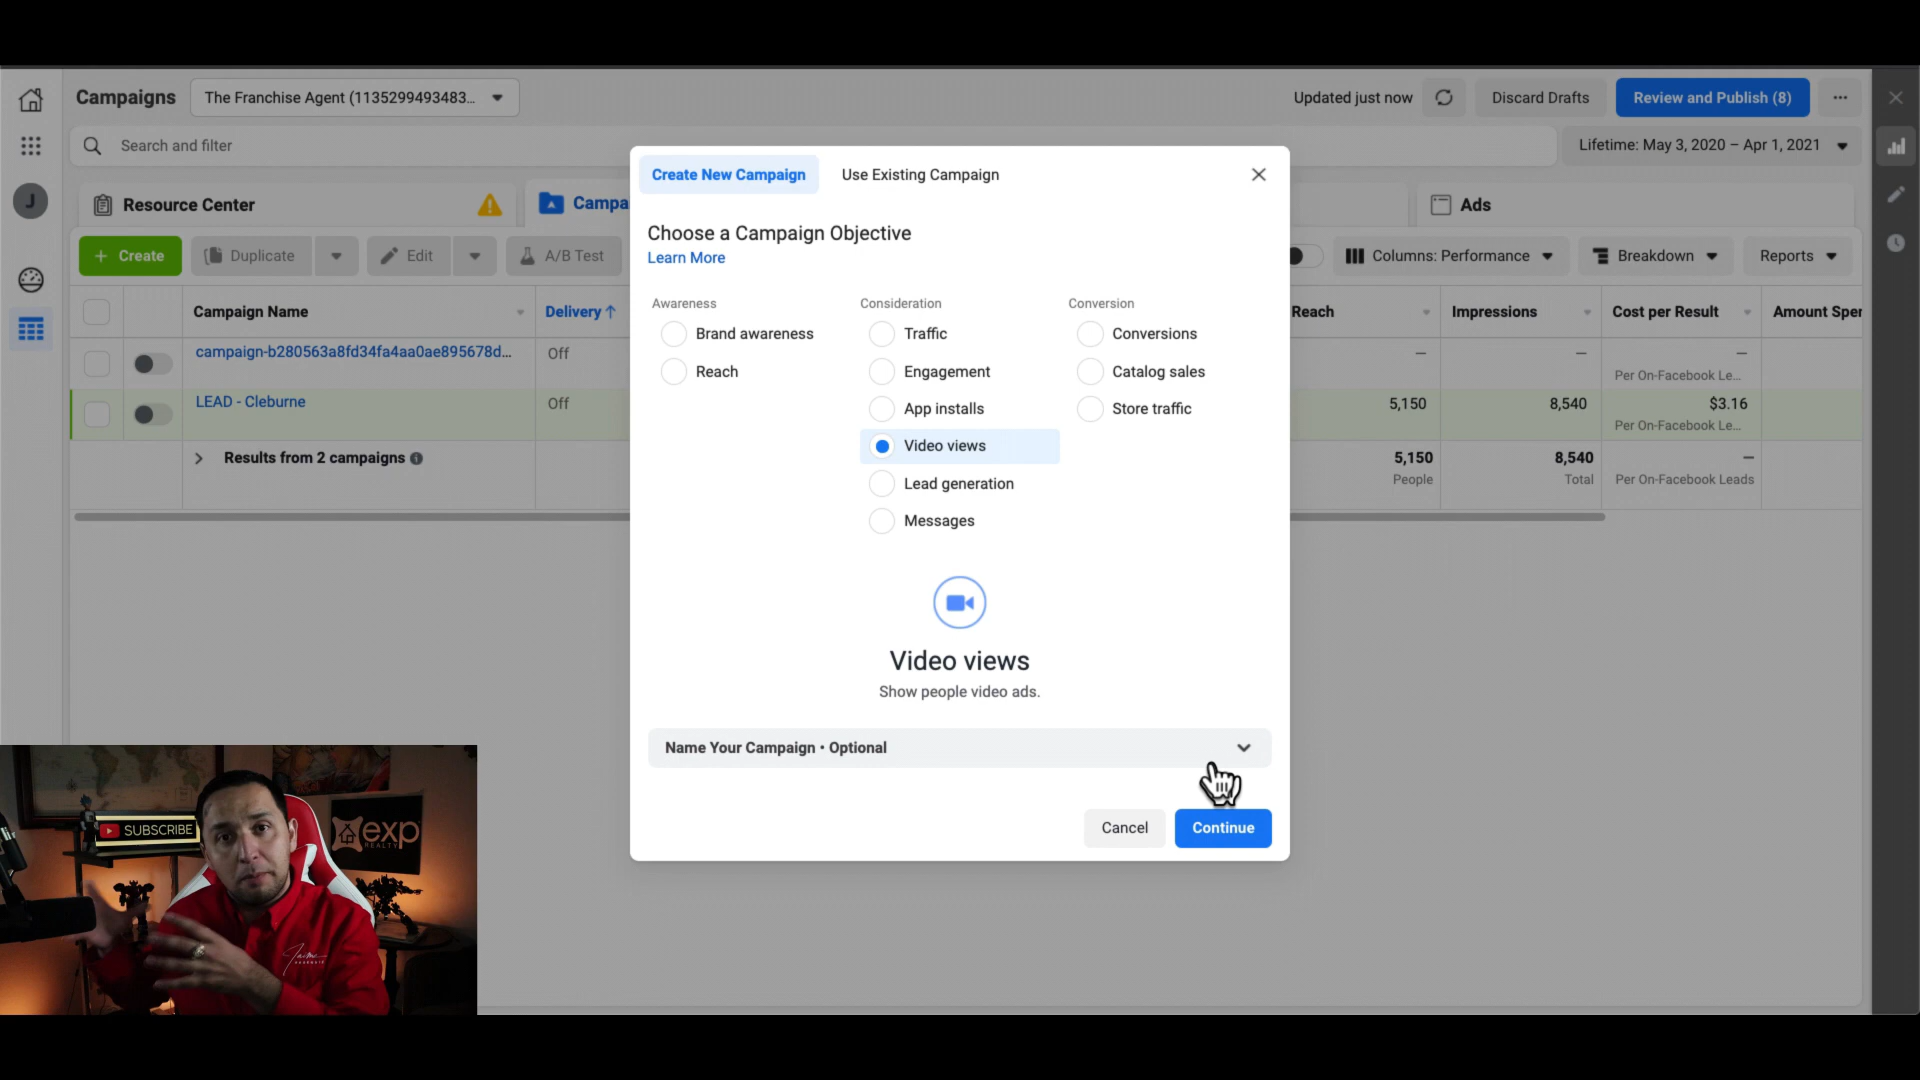 Campaigns
The Franchise Agent (1135299493483...
Updated just now
Discard Drafts
Review and Publish (8)
Search and filter
Lifetime: May 3, 2020 – Apr 1, 2021
J
Resource Center
Campa
Ads
+ Create
Duplicate
Edit
A/B Test
Columns: Performance
Breakdown
Reports
Campaign Name
Delivery ↑
Reach
Impressions
Cost per Result
Amount Spen
campaign-b280563a8fd34fa4aa0ae895678d...
Off
—
—
—
Per On-Facebook Le...
LEAD - Cleburne
Off
5,150
8,540
$3.16
Per On-Facebook Le...
Results from 2 campaigns
5,150
People
8,540
Total
—
Per On-Facebook Leads
Create New Campaign
Use Existing Campaign
Choose a Campaign Objective
Learn More
Awareness
Brand awareness
Reach
Consideration
Traffic
Engagement
App installs
Video views
Lead generation
Messages
Conversion
Conversions
Catalog sales
Store traffic
Video views
Show people video ads.
Name Your Campaign • Optional
Cancel
Continue
SUBSCRIBE
exp
REALTY
Jaime